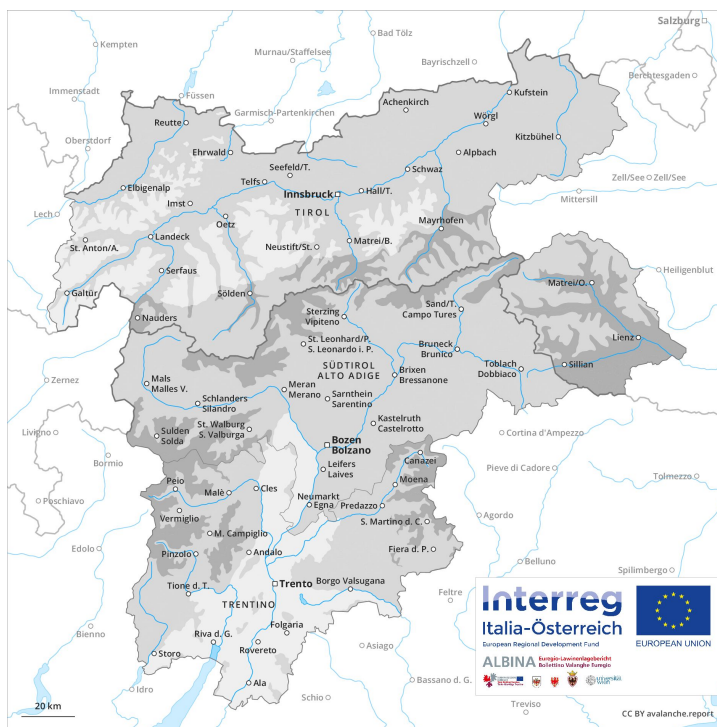 Salzburg
Kempten
Bad Tölz
Murnau/Staffelsee
Bayrischzell
Berchtesgaden
Immenstadt
Füssen
Kufstein
Achenkirch
Garmisch-Partenkirchen
Wörgl
Reutte
Oberstdorf
Kitzbühel
Ehrwald
Alpbach
Seefeld/T.
Schwaz
Telfs
Zell/See
Zell/See
Elbigenalp
Innsbruck
Hall/T.
Mittersill
Imst
TIROL
Lech
Oetz
Mayrhofen
Landeck
St. Anton/A.
Neustift/St.
Matrei/B.
Serfaus
Heiligenblut
Matrei/O.
Galtür
Sölden
Sand/T.
Campo Tures
Nauders
Sterzing
Vipiteno
Lienz
St. Leonhard/P.
S. Leonardo i. P.
Bruneck
Brunico
SÜDTIROL
ALTO ADIGE
Brixen
Bressanone
Toblach
Dobbiaco
Sillian
Zernez
Mals
Malles V.
Meran
Merano
Sarnthein
Sarentino
Schlanders
Silandro
Kastelruth
Castelrotto
St. Walburg
S. Valburga
Livigno
Sulden
Solda
Bozen
Bolzano
Cortina d'Ampezzo
Canazei
Bormio
Leifers
Laives
Pieve di Cadore
Tolmezzo
Peio
Moena
Poschiavo
Malè
Cles
Neumarkt
Egna
Predazzo
Vermiglio
Agordo
S. Martino d. C.
M. Campiglio
Edolo
Pinzolo
Andalo
Fiera d. P.
Belluno
Spilimbergo
Trento
Borgo Valsugana
Tione d. T.
Feltre
TRENTINO
Folgaria
Bienno
Riva d. G.
Rovereto
Asiago
Storo
Bassano d. G.
Ala
Idro
Schio
Treviso
Interreg
Italia-Österreich
European Regional Development Fund
EUROPEAN UNION
ALBINA
Euregio-Lawinenlagebericht
Bollettino Valanghe Euregio
universität
wien
20 km
CC BY avalanche.report